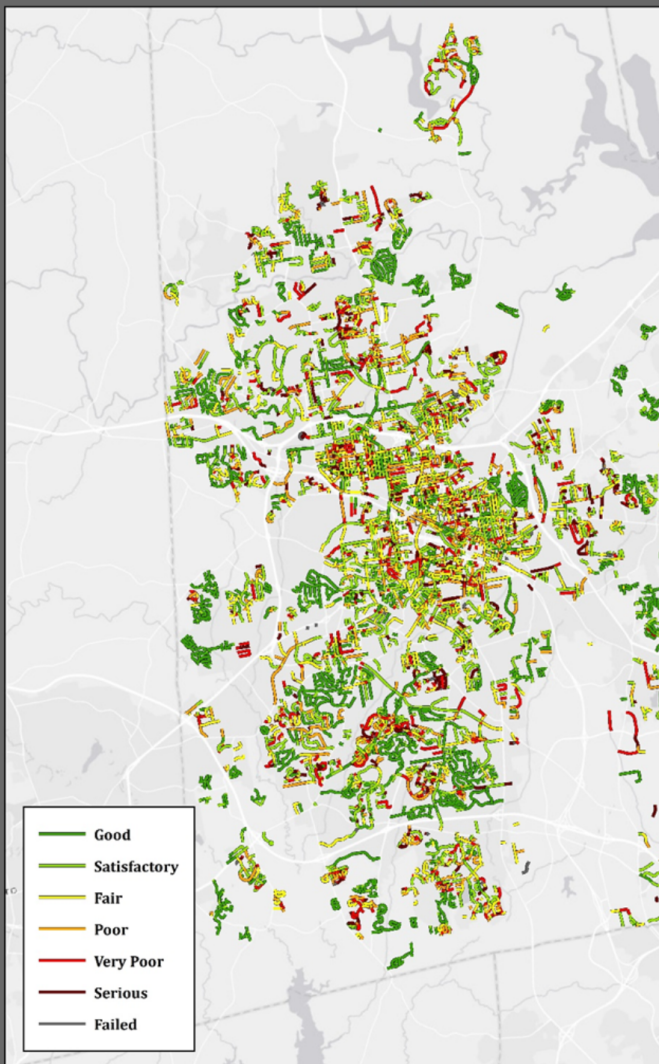 Good
Satisfactory
Fair
Poor
Very Poor
Serious
Failed